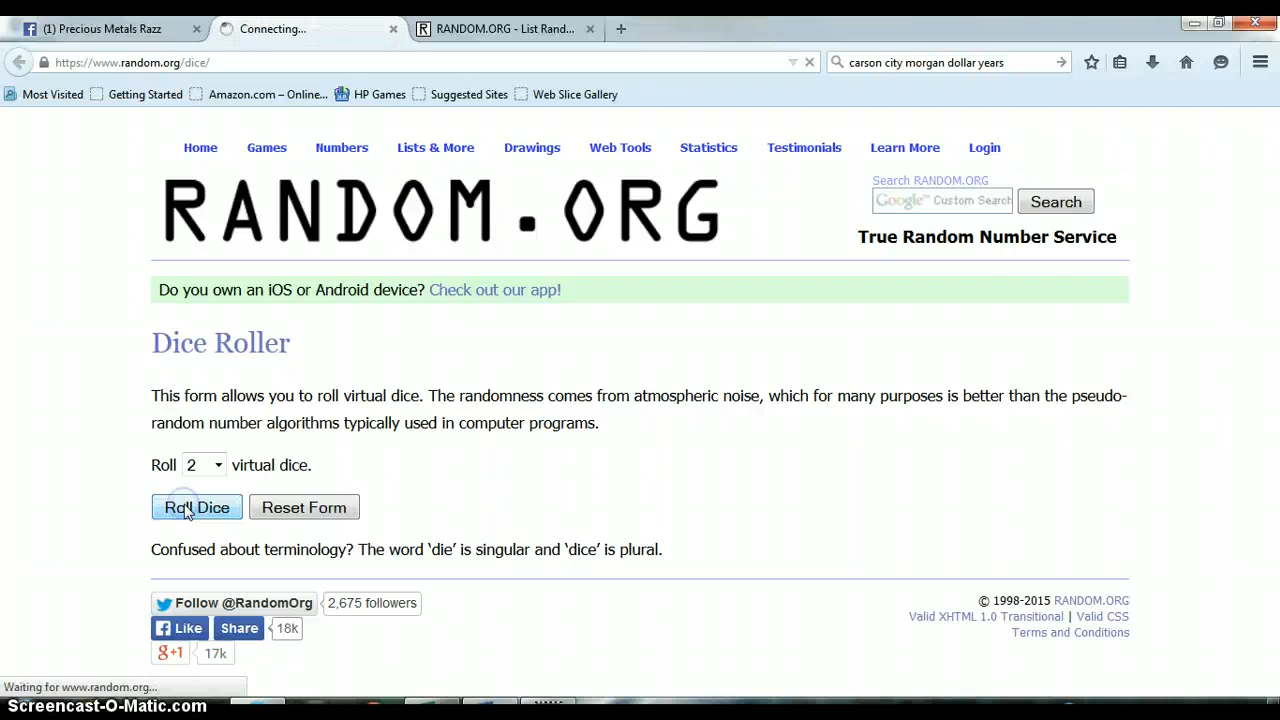 (1) Precious Metals Razz
Connecting...
RANDOM.ORG - List Rand...
https://www.random.org/dice/
carson city morgan dollar years
Most Visited Getting Started Amazon.com – Online... HP Games Suggested Sites Web Slice Gallery
Home Games Numbers Lists & More Drawings Web Tools Statistics Testimonials Learn More Login
RANDOM.ORG
Search RANDOM.ORG
Google™ Custom Search Search
True Random Number Service
Do you own an iOS or Android device? Check out our app!
Dice Roller
This form allows you to roll virtual dice. The randomness comes from atmospheric noise, which for many purposes is better than the pseudo-
random number algorithms typically used in computer programs.
Roll 2 virtual dice.
Roll Dice Reset Form
Confused about terminology? The word ‘die’ is singular and ‘dice’ is plural.
Follow @RandomOrg 2,675 followers
Like Share 18k
g+1 17k
© 1998-2015 RANDOM.ORG
Valid XHTML 1.0 Transitional | Valid CSS
Terms and Conditions
Waiting for www.random.org...
Screencast-O-Matic.com